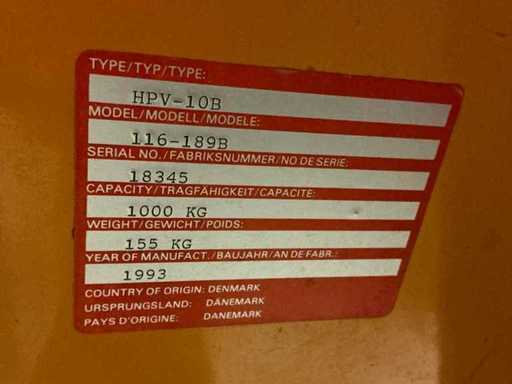 TYPE/TYP/TYPE:
HPV-10B
MODEL/MODELL/MODELE:
116-189B
SERIAL NO./FABRIKSNUMMER/NO DE SERIE:
18345
CAPACITY/TRAGFÄHIGKEIT/CAPACITE:
1000 KG
WEIGHT/GEWICHT/POIDS:
155 KG
YEAR OF MANUFACT./BAUJAHR/AN DE FABR.:
1993
COUNTRY OF ORIGIN: DENMARK
URSPRUNGSLAND: DÄNEMARK
PAYS D'ORIGINE: DANEMARK